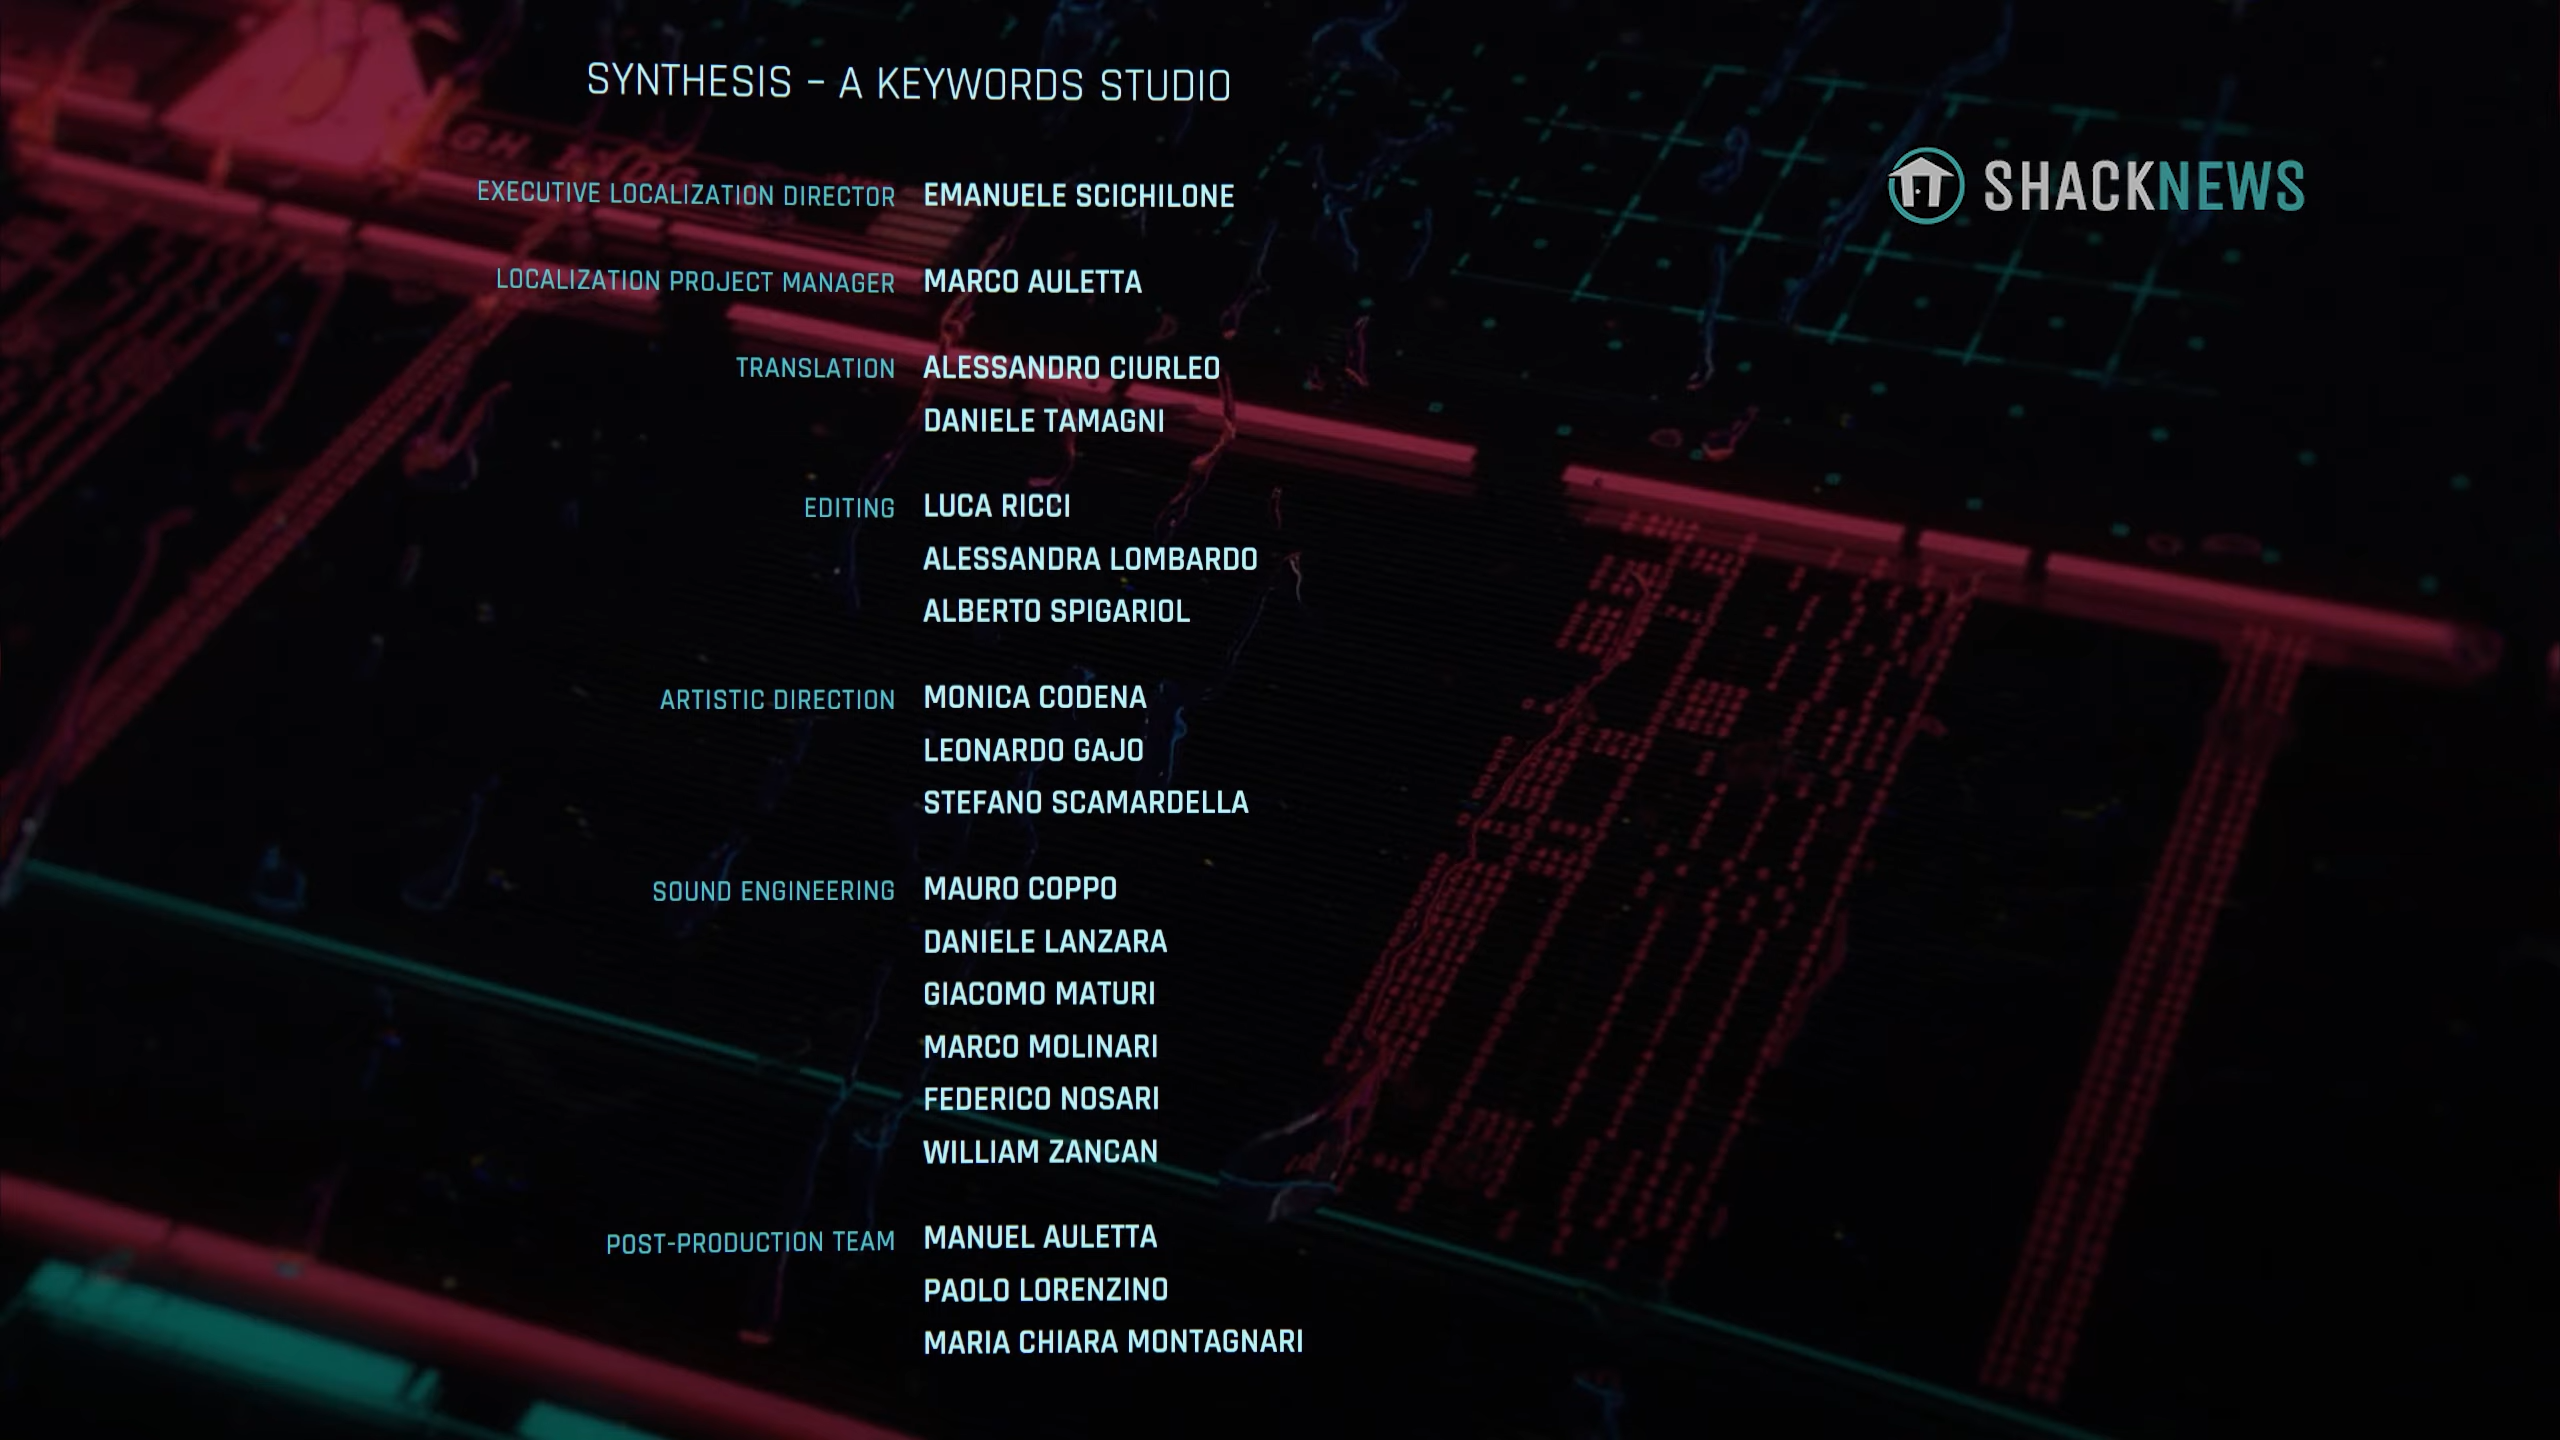 SYNTHESIS – A KEYWORDS STUDIO
SHACKNEWS
EXECUTIVE LOCALIZATION DIRECTOR EMANUELE SCICHILONE
LOCALIZATION PROJECT MANAGER MARCO AULETTA
TRANSLATION ALESSANDRO CIURLEO
DANIELE TAMAGNI
EDITING LUCA RICCI
ALESSANDRA LOMBARDO
ALBERTO SPIGARIOL
ARTISTIC DIRECTION MONICA CODENA
LEONARDO GAJO
STEFANO SCAMARDELLA
SOUND ENGINEERING MAURO COPPO
DANIELE LANZARA
GIACOMO MATURI
MARCO MOLINARI
FEDERICO NOSARI
WILLIAM ZANCAN
POST-PRODUCTION TEAM MANUEL AULETTA
PAOLO LORENZINO
MARIA CHIARA MONTAGNARI